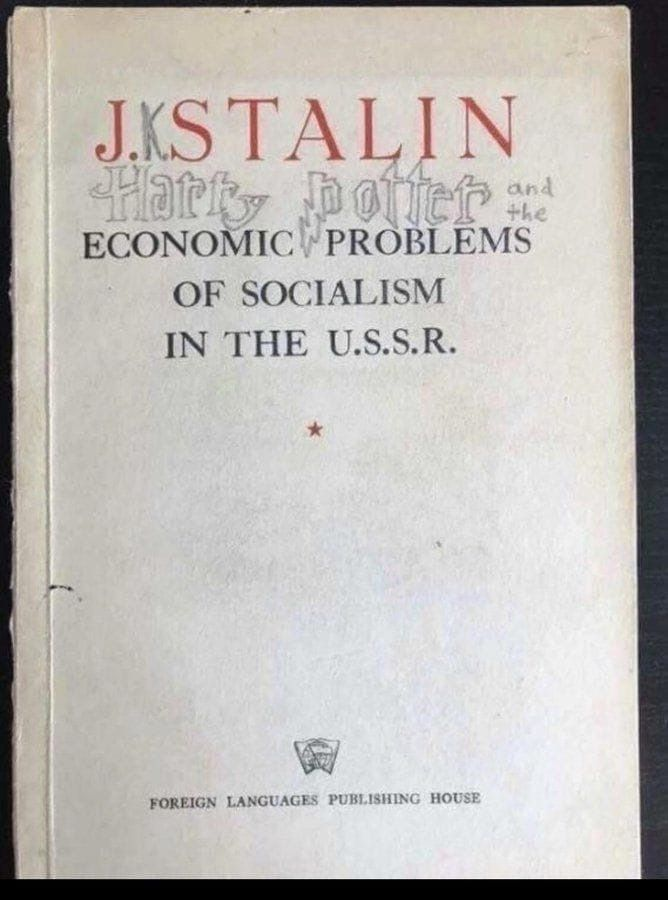 J.K.STALIN
Harry Potter and the
ECONOMIC PROBLEMS
OF SOCIALISM
IN THE U.S.S.R.
FOREIGN LANGUAGES PUBLISHING HOUSE